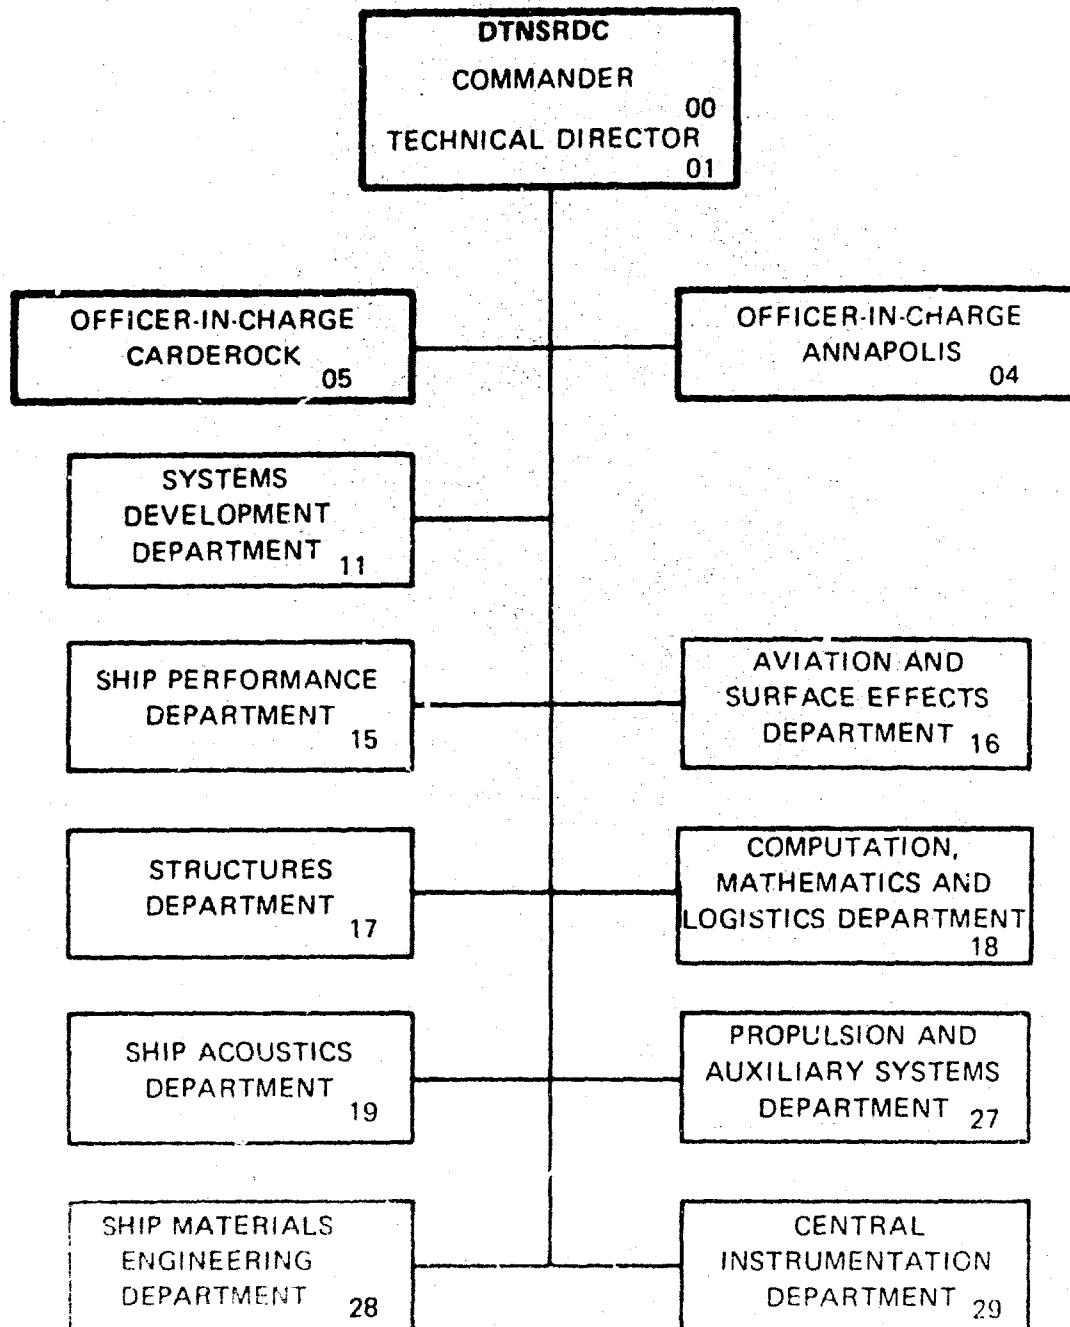 DTNSRDC
COMMANDER
00
TECHNICAL DIRECTOR
01
OFFICER-IN-CHARGE
CARDEROCK
05
OFFICER-IN-CHARGE
ANNAPOLIS
04
SYSTEMS
DEVELOPMENT
DEPARTMENT
11
SHIP PERFORMANCE
DEPARTMENT
15
AVIATION AND
SURFACE EFFECTS
DEPARTMENT
16
STRUCTURES
DEPARTMENT
17
COMPUTATION,
MATHEMATICS AND
LOGISTICS DEPARTMENT
18
SHIP ACOUSTICS
DEPARTMENT
19
PROPULSION AND
AUXILIARY SYSTEMS
DEPARTMENT
27
SHIP MATERIALS
ENGINEERING
DEPARTMENT
28
CENTRAL
INSTRUMENTATION
DEPARTMENT
29